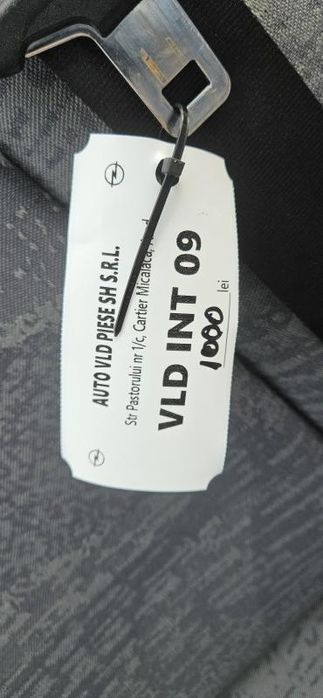 AUTO VLD PIESE SH S.R.L.
Str Pastorului nr 1/c, Cartier Micalaca,
VLD INT 09
1000 lei